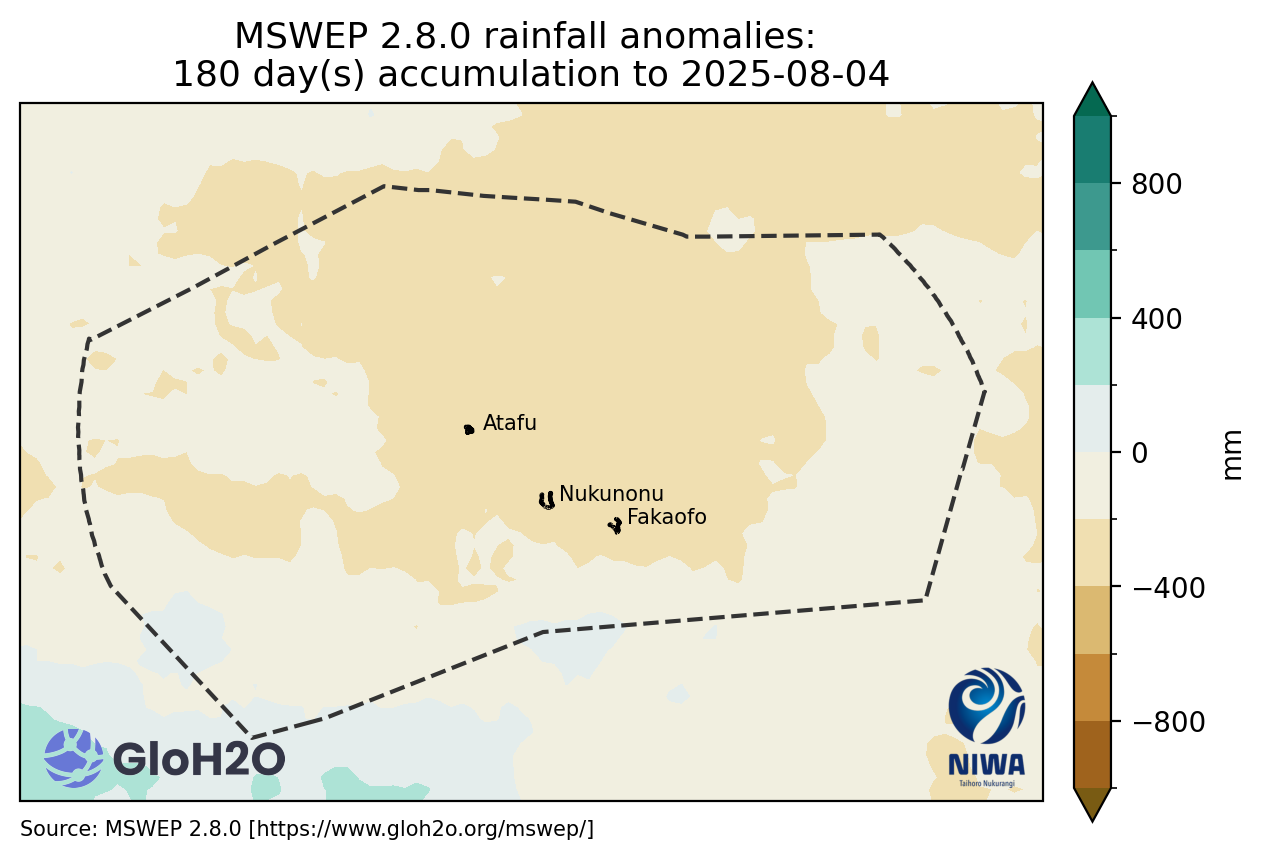 MSWEP 2.8.0 rainfall anomalies:
180 day(s) accumulation to 2025-08-04
800
400
0
−400
−800
mm
Atafu
Nukunonu
Fakaofo
GloH2O
NIWA
Taihoro Nukurangi
Source: MSWEP 2.8.0 [https://www.gloh2o.org/mswep/]